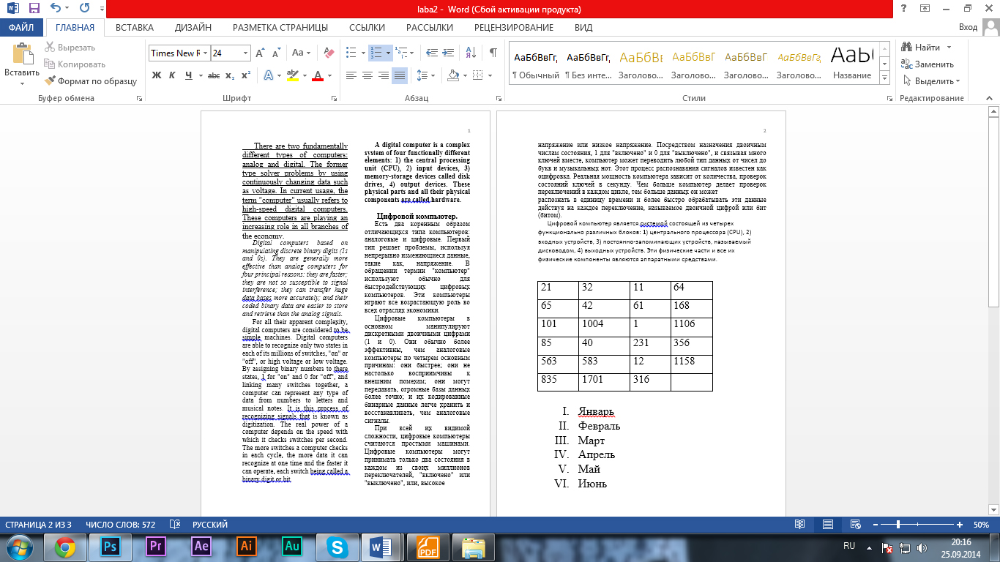 laba2 - Word (Сбой активации продукта)
ФАЙЛ ГЛАВНАЯ ВСТАВКА ДИЗАЙН РАЗМЕТКА СТРАНИЦЫ ССЫЛКИ РАССЫЛКИ РЕЦЕНЗИРОВАНИЕ ВИД Вход
Вставить
Вырезать
Копировать
Формат по образцу
Буфер обмена
Times New R 24
Шрифт
Абзац
АаБбВвГг, АаБбВвГг, АаБбВв АаБбВвГ АаБбВвГ АаБбВвГг, АаЬ
¶ Обычный ¶ Без инте... Заголово... Заголово... Заголово... Заголово... Название
Стили
Найти
Заменить
Выделить
Редактирование
1
There are two fundamentally
different types of computers:
analog and digital. The former
type solver problems by using
continuously changing data such
as voltage. In current usage, the
term "computer" usually refers to
high-speed digital computers.
These computers are playing an
increasing role in all branches of
the economy.
Digital computers based on
manipulating discrete binary digits (1s
and 0s). They are generally more
effective than analog computers for
four principal reasons: they are faster;
they are not so susceptible to signal
interference; they can transfer huge
data bases more accurately; and their
coded binary data are easier to store
and retrieve than the analog signals.
For all their apparent complexity,
digital computers are considered to be
simple machines. Digital computers
are able to recognize only two states in
each of its millions of switches, "on" or
"off", or high voltage or low voltage.
By assigning binary numbers to there
states, 1 for "on" and 0 for "off", and
linking many switches together, a
computer can represent any type of
data from numbers to letters and
musical notes. It is this process of
recognizing signals that is known as
digitization. The real power of a
computer depends on the speed with
which it checks switches per second.
The more switches a computer checks
in each cycle, the more data it can
recognize at one time and the faster it
can operate, each switch being called a
binary digit or bit.
A digital computer is a complex
system of four functionally different
elements: 1) the central processing
unit (CPU), 2) input devices, 3)
memory-storage devices called disk
drives, 4) output devices. These
physical parts and all their physical
components are called hardware.
Цифровой компьютер.
Есть два коренным образом
отличающихся типа компьютеров:
аналоговые и цифровые. Первый
тип решает проблемы, используя
непрерывно изменяющиеся данные,
такие как, напряжение. В
обращении термин "компьютер"
используют обычно для
быстродействующих цифровых
компьютеров. Эти компьютеры
играют все возрастающую роль во
всех отраслях экономики.
Цифровые компьютеры в
основном манипулируют
дискретными двоичными цифрами
(1 и 0). Они обычно более
эффективны, чем аналоговые
компьютеры по четырем основным
причинам: они быстрее; они не
настолько восприимчивы к
внешним помехам; они могут
передавать, огромные базы данных
более точно; и их кодированные
бинарные данные легче хранить и
восстанавливать, чем аналоговые
сигналы.
При всей их видимой
сложности, цифровые компьютеры
считаются простыми машинами.
Цифровые компьютеры могут
принимать только два состояния в
каждом из своих миллионов
переключателей, "включено" или
"выключено", или, высокое
2
напряжение или низкое напряжение. Посредством назначения двоичным
числам состояния, 1 для "включено" и 0 для "выключено", и связывая много
ключей вместе, компьютер может переводить любой тип данных от чисел до
букв и музыкальных нот. Этот процесс распознавания сигналов известен как
оцифровка. Реальная мощность компьютера зависит от количества, проверок
состояний ключей в секунду. Чем больше компьютер делает проверок
переключений в каждом цикле, тем больше данных он может
распознать в единицу времени и более быстро обрабатывать эти данные
действуя на каждое переключение, называемое двоичной цифрой или бит
(битом).
Цифровой компьютер является системой состоящей из четырех
функционально различных блоков: 1) центрального процессора (CPU), 2)
входных устройств, 3) постоянно-запоминающих устройств, называемый
дисководом, 4) выходных устройств. Эти физические части и все их
физические компоненты являются аппаратными средствами.
21 32 11 64
65 42 61 168
101 1004 1 1106
85 40 231 356
563 583 12 1158
835 1701 316
I. Январь
II. Февраль
III. Март
IV. Апрель
V. Май
VI. Июнь
СТРАНИЦА 2 ИЗ 3 ЧИСЛО СЛОВ: 572 РУССКИЙ 50%
Ps Pr Ae Ai Au S W PDF RU 20:16
25.09.2014